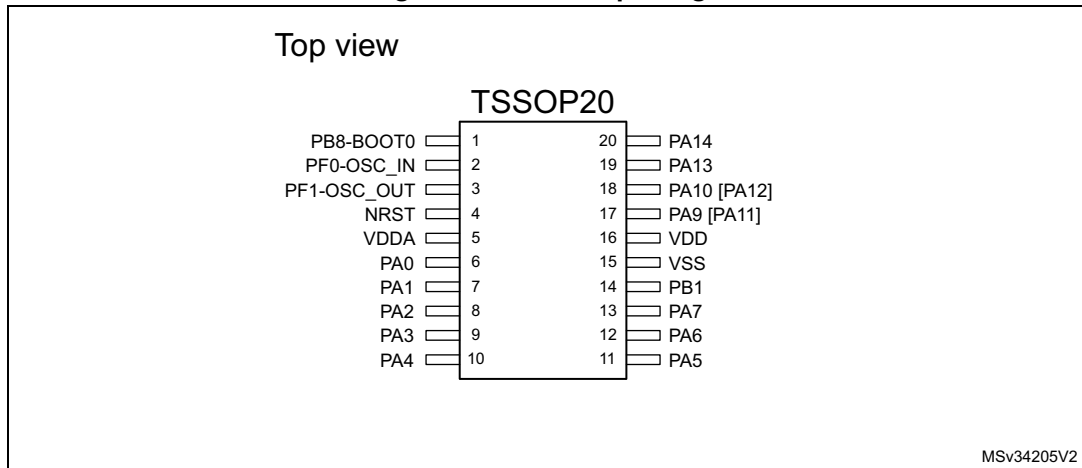 Top view
TSSOP20
PB8-BOOT0 1 20 PA14
PF0-OSC_IN 2 19 PA13
PF1-OSC_OUT 3 18 PA10 [PA12]
NRST 4 17 PA9 [PA11]
VDDA 5 16 VDD
PA0 6 15 VSS
PA1 7 14 PB1
PA2 8 13 PA7
PA3 9 12 PA6
PA4 10 11 PA5
MSv34205V2